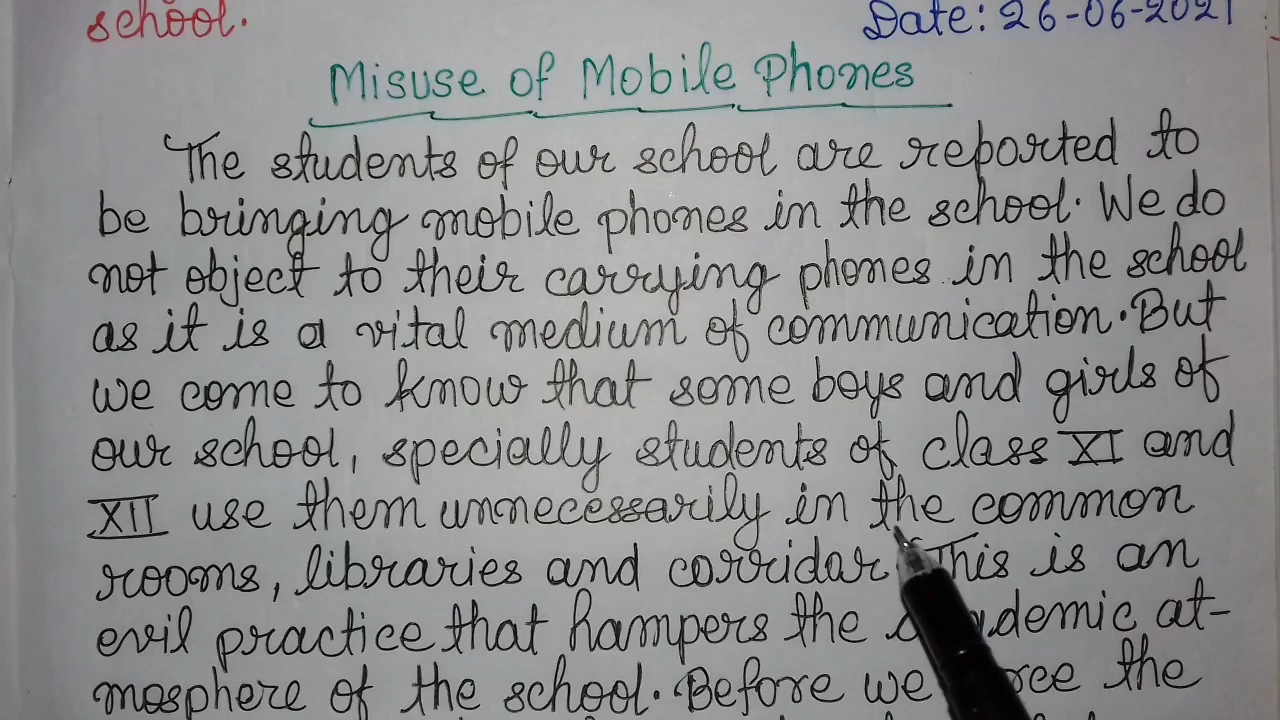 school.
Date: 26-06-2021
Misuse of Mobile Phones
The students of our school are reported to
be bringing mobile phones in the school. We do
not object to their carrying phones in the school
as it is a vital medium of communication. But
we come to know that some boys and girls of
our school, specially students of class XI and
XII use them unnecessarily in the common
rooms, libraries and corridar. This is an
evil practice that hampers the academic at-
mosphere of the school. Before we the